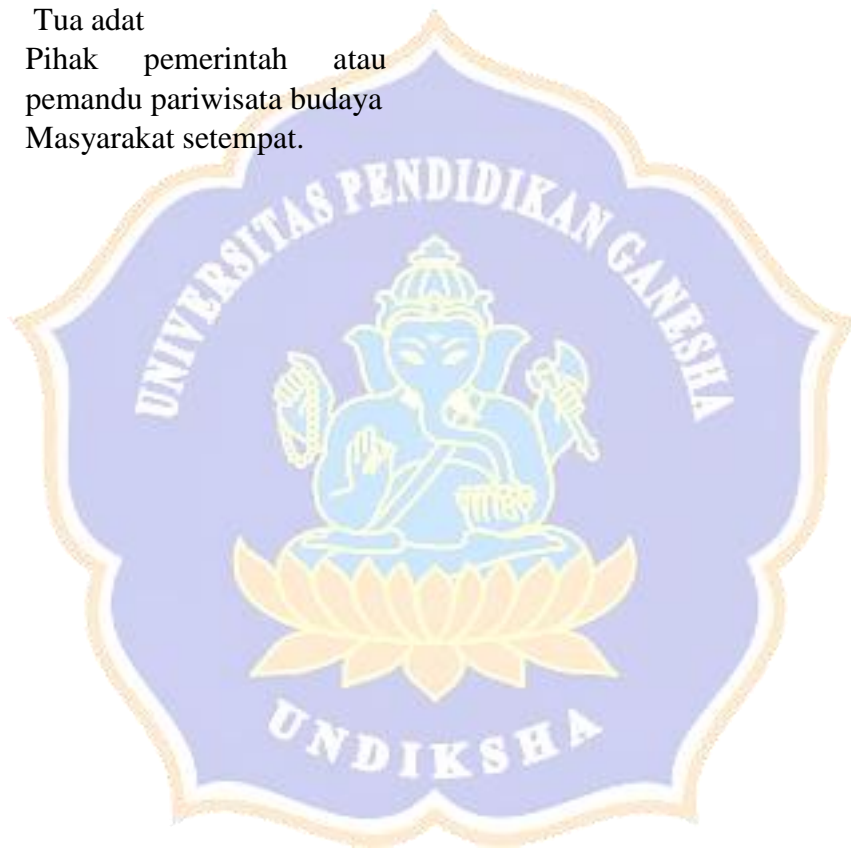 Tua adat
Pihak pemerintah atau
pemandu pariwisata budaya
Masyarakat setempat.
UNIVERSITAS PENDIDIKAN GANESHA
UNDIKSHA